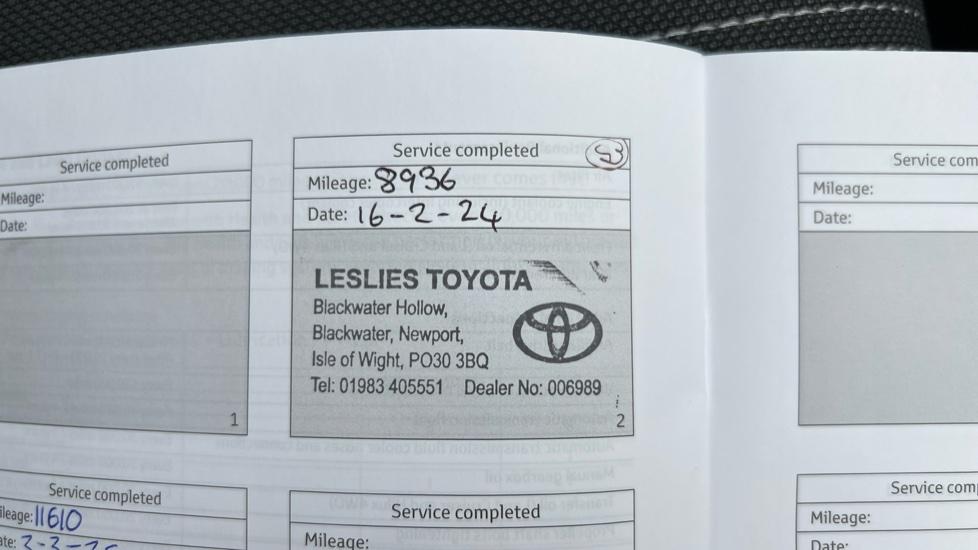 Service completed
Mileage:
Date:
1
Service completed
Mileage: 8936
Date: 16-2-24
LESLIES TOYOTA
Blackwater Hollow,
Blackwater, Newport,
Isle of Wight, PO30 3BQ
Tel: 01983 405551 Dealer No: 006989
2
Service com
Mileage:
Date:
Service completed
ileage: 11610
ate:
Service completed
Mileage:
Service com
Mileage:
Date: